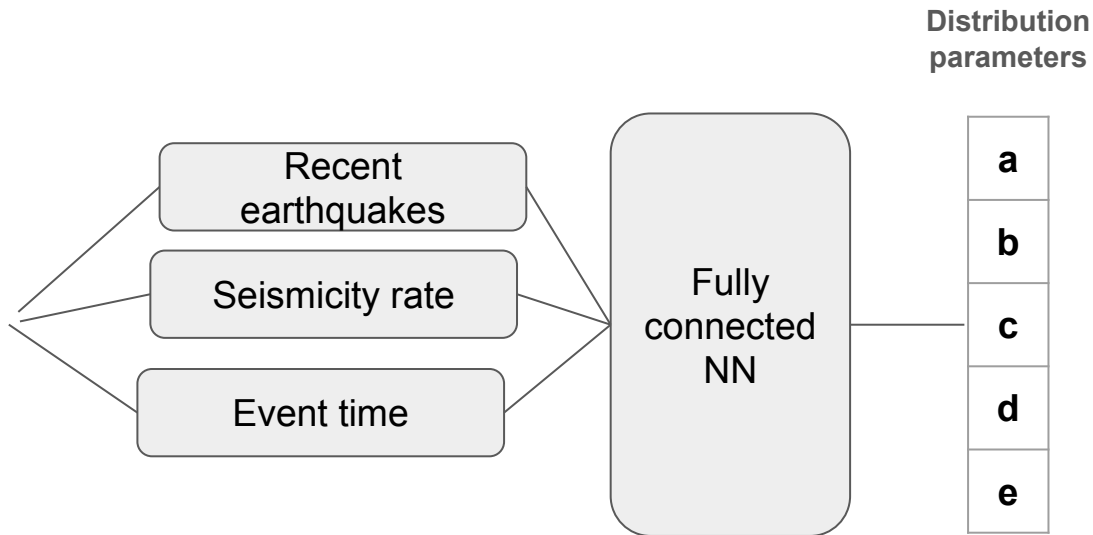 Distribution
parameters
Recent
earthquakes
Seismicity rate
Event time
Fully
connected
NN
a
b
c
d
e